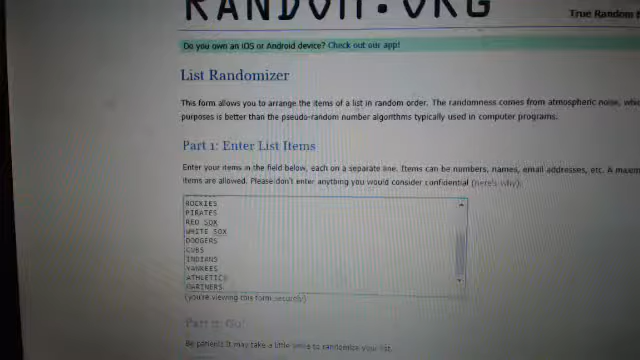 RANDOM.ORG
True Random
Do you own an iOS or Android device? Check out our app!
List Randomizer
This form allows you to arrange the items of a list in random order. The randomness comes from atmospheric noise,
purposes is better than the pseudo-random number algorithms typically used in computer programs.
Part 1: Enter List Items
Enter your items in the field below, each on a separate line. Items can be numbers, names, email addresses, etc. A
items are allowed. Please don't enter anything you would consider confidential (here's why):
ROCKIES
PIRATES
RED SOX
WHITE SOX
DODGERS
CUBS
INDIANS
YANKEES
ATHLETICS
MARINERS
(you're viewing this form securely)
Part 2: Go!
Be patient! It may take a little while to randomize your list.